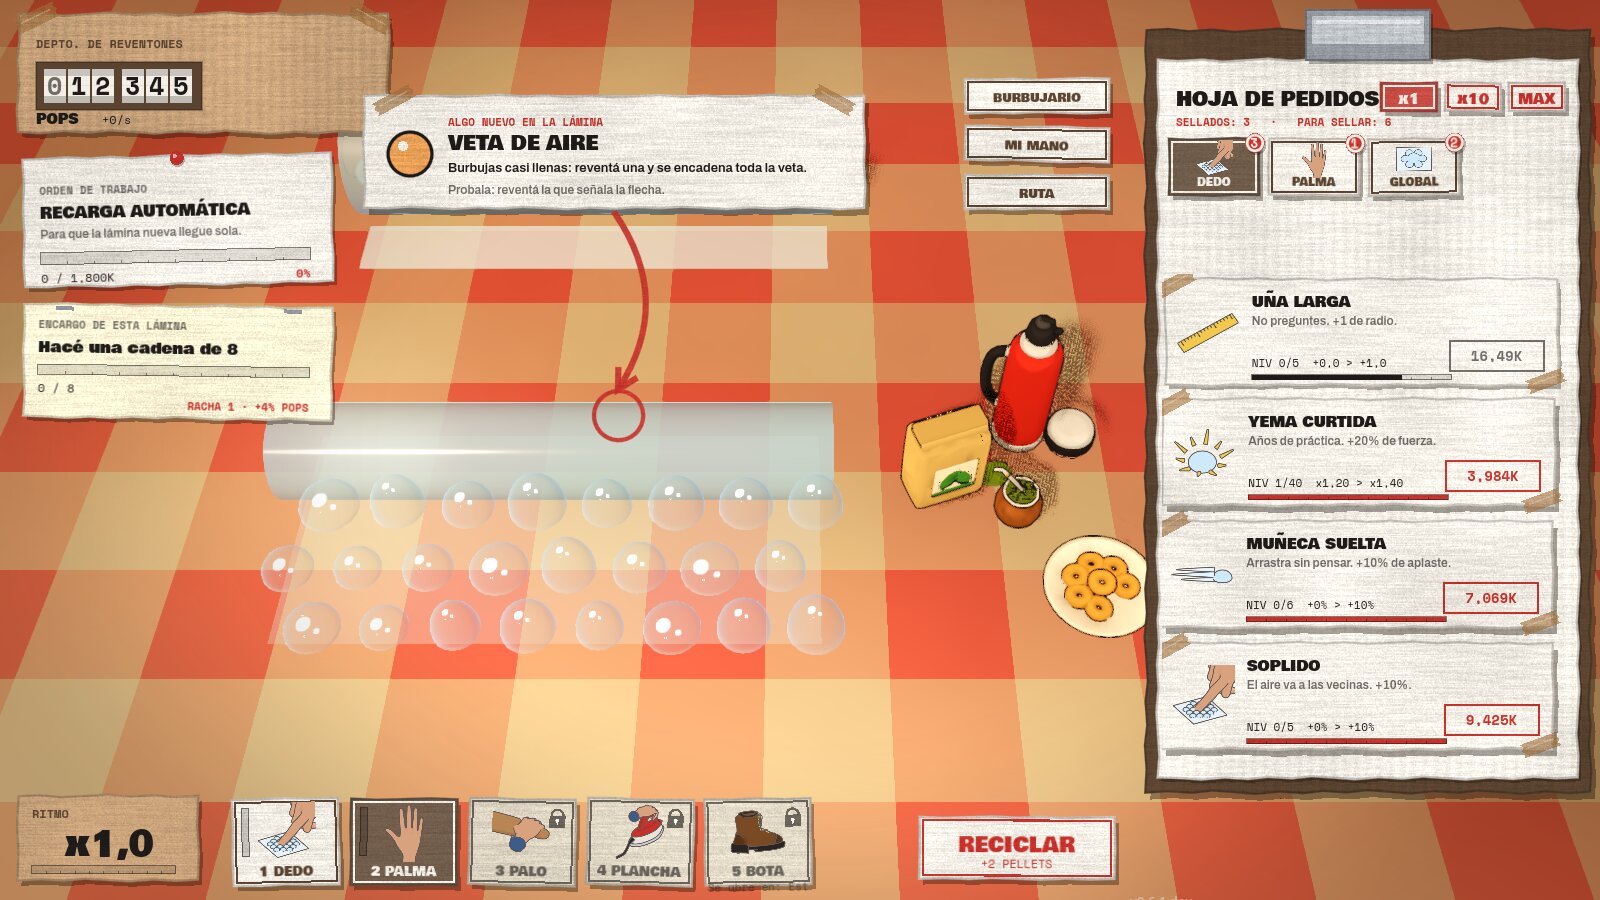 DEPTO. DE REVENTONES
012345
POPS +0/s
ORDEN DE TRABAJO
RECARGA AUTOMÁTICA
Para que la lámina nueva llegue sola.
0 / 1.800K 0%
ENCARGO DE ESTA LÁMINA
Hacé una cadena de 8
0 / 8
RACHA 1 · +4% POPS
ALGO NUEVO EN LA LÁMINA
VETA DE AIRE
Burbujas casi llenas: reventá una y se encadena toda la veta.
Probala: reventá la que señala la flecha.
BURBUJARIO
MI MANO
RUTA
HOJA DE PEDIDOS x1 x10 MAX
SELLADOS: 3 · PARA SELLAR: 6
3 1 2
DEDO PALMA GLOBAL
UÑA LARGA
No preguntes. +1 de radio.
NIV 0/5 +0,0 > +1,0
16,49K
YEMA CURTIDA
Años de práctica. +20% de fuerza.
NIV 1/40 x1,20 > x1,40
3,984K
MUÑECA SUELTA
Arrastra sin pensar. +10% de aplaste.
NIV 0/6 +0% > +10%
7,069K
SOPLIDO
El aire va a las vecinas. +10%.
NIV 0/5 +0% > +10%
9,425K
RITMO
x1,0
1 DEDO
2 PALMA
3 PALO
4 PLANCHA
5 BOTA
Se abre en: Est.
RECICLAR
+2 PELLETS